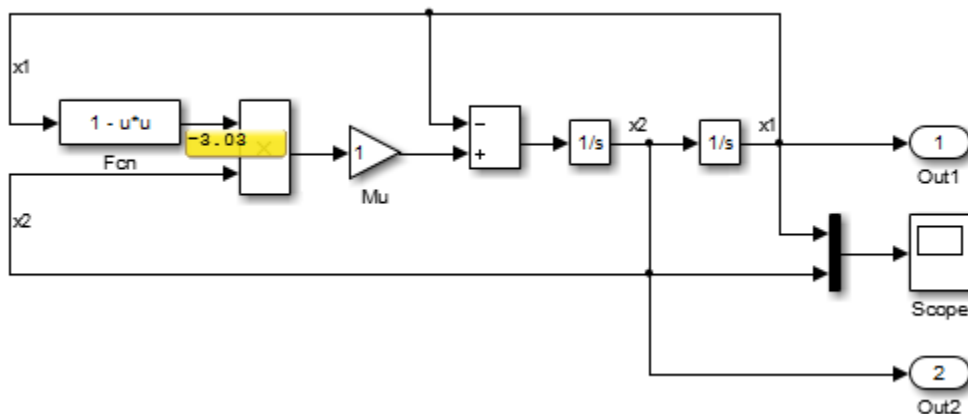 x1
1 - u*u
Fcn
-3.03
×
1
Mu
−
+
1/s
x2
1/s
x1
1
Out1
x2
Scope
2
Out2